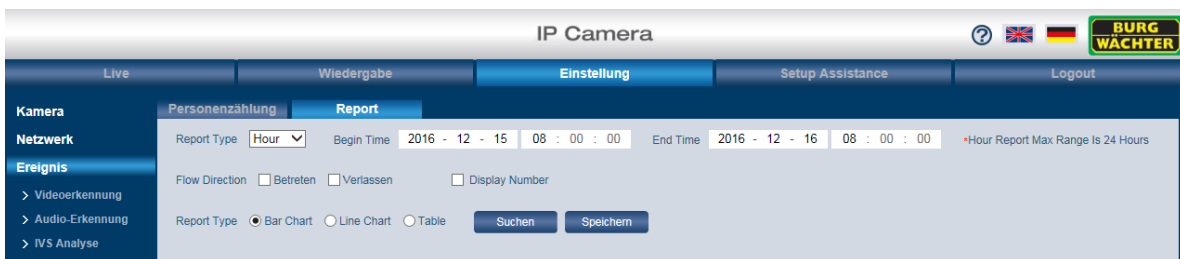 IP Camera
? BURG
WÄCHTER
Live Wiedergabe Einstellung Setup Assistance Logout
Kamera
Netzwerk
Ereignis
> Videoerkennung
> Audio-Erkennung
> IVS Analyse
Personenzählung Report
Report Type Hour Begin Time 2016 - 12 - 15 08 : 00 : 00 End Time 2016 - 12 - 16 08 : 00 : 00 *Hour Report Max Range Is 24 Hours
Flow Direction Betreten Verlassen Display Number
Report Type Bar Chart Line Chart Table Suchen Speichern